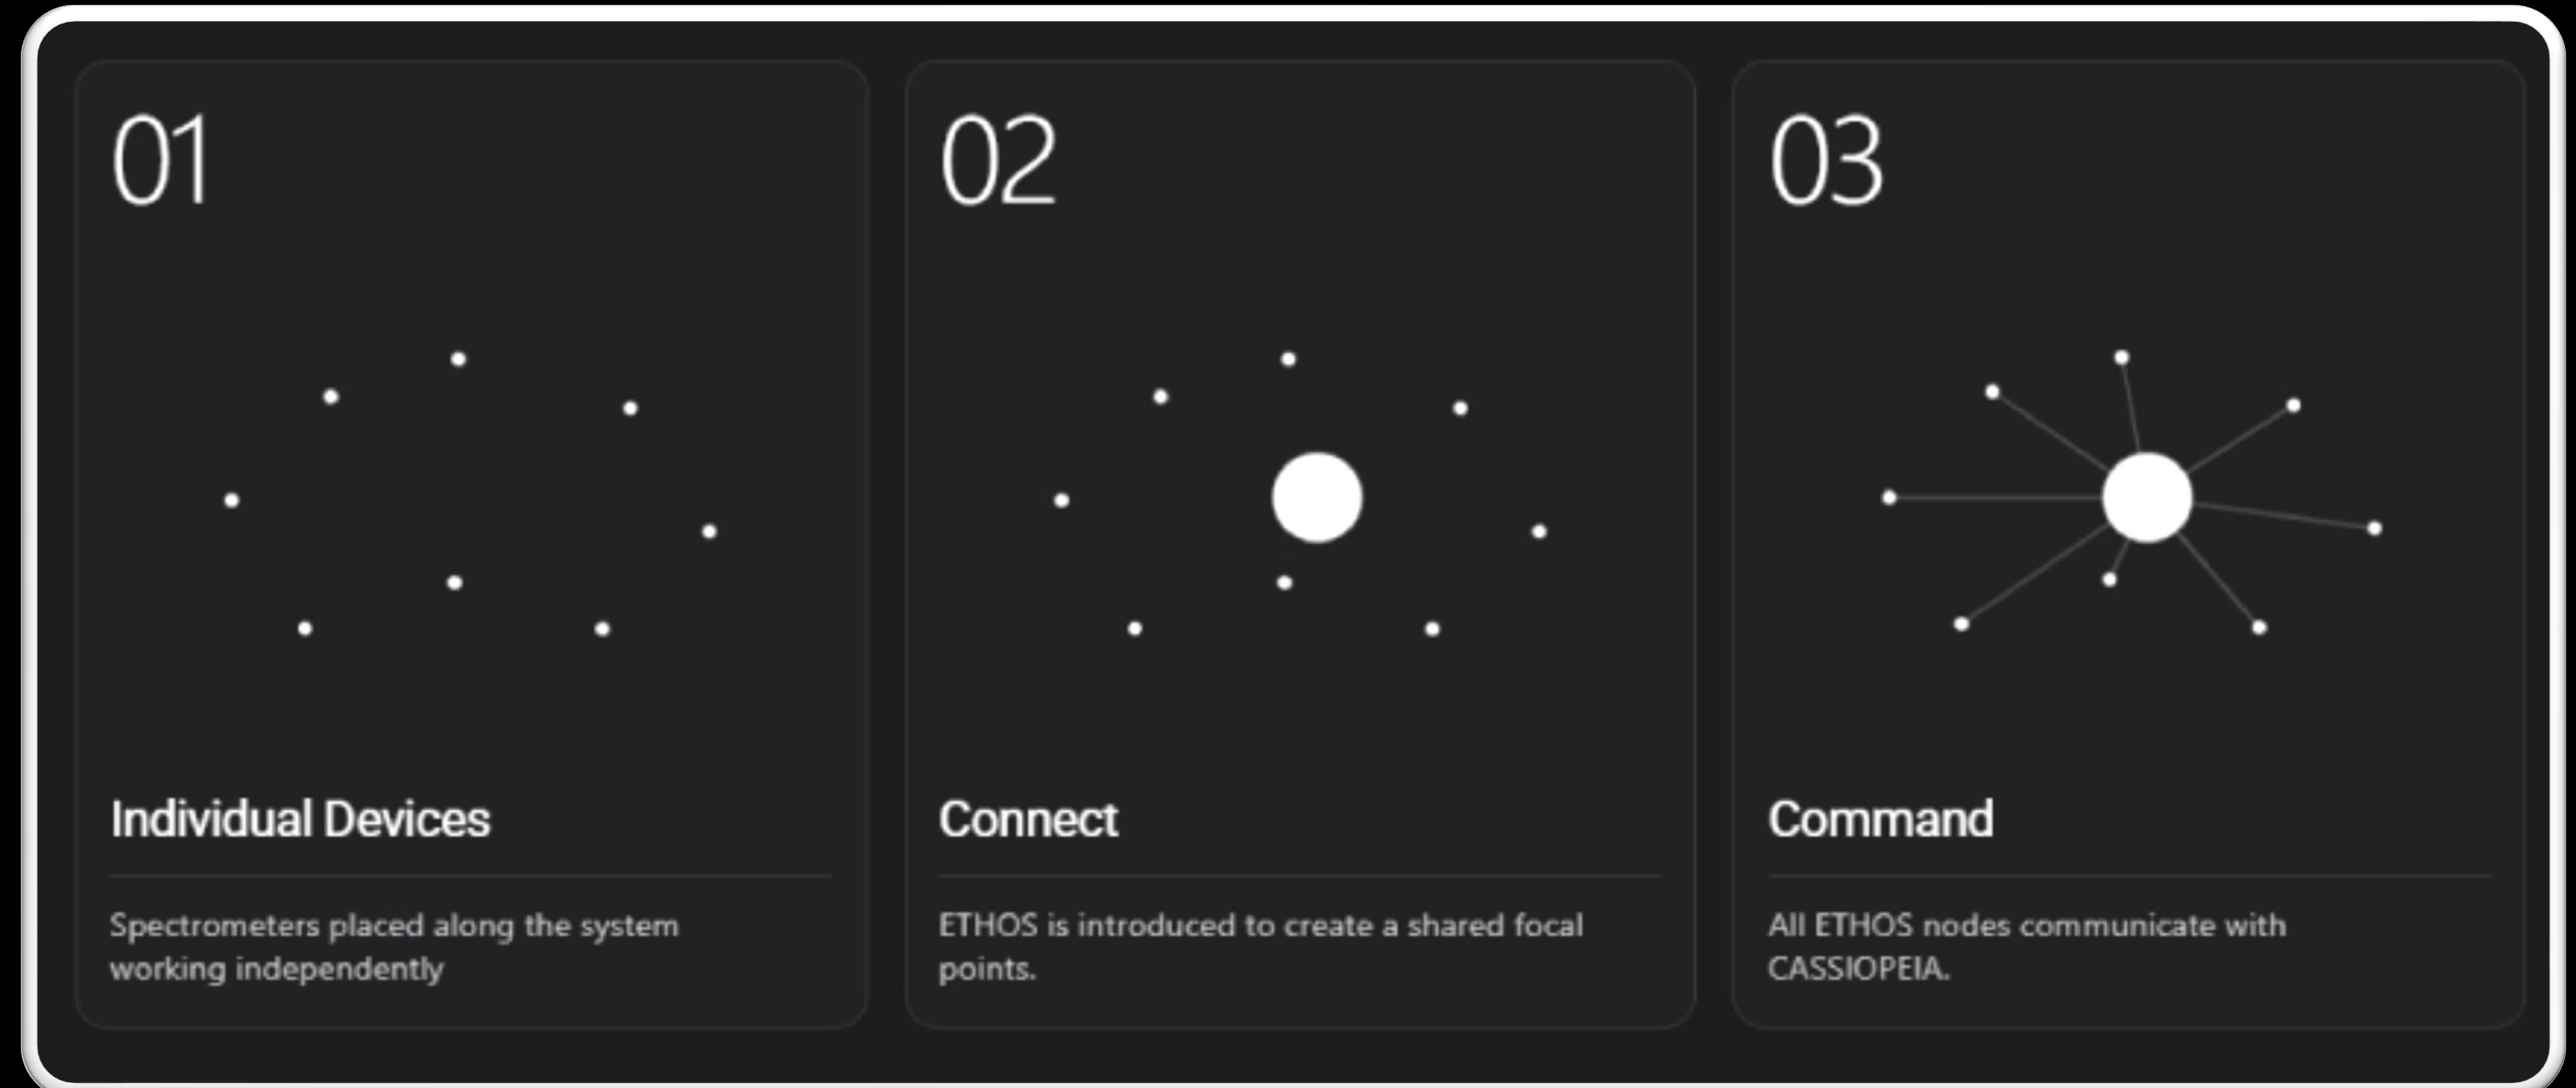 01
Individual Devices
Spectrometers placed along the system
working independently
02
Connect
ETHOS is introduced to create a shared focal
points.
03
Command
All ETHOS nodes communicate with
CASSIOPEIA.